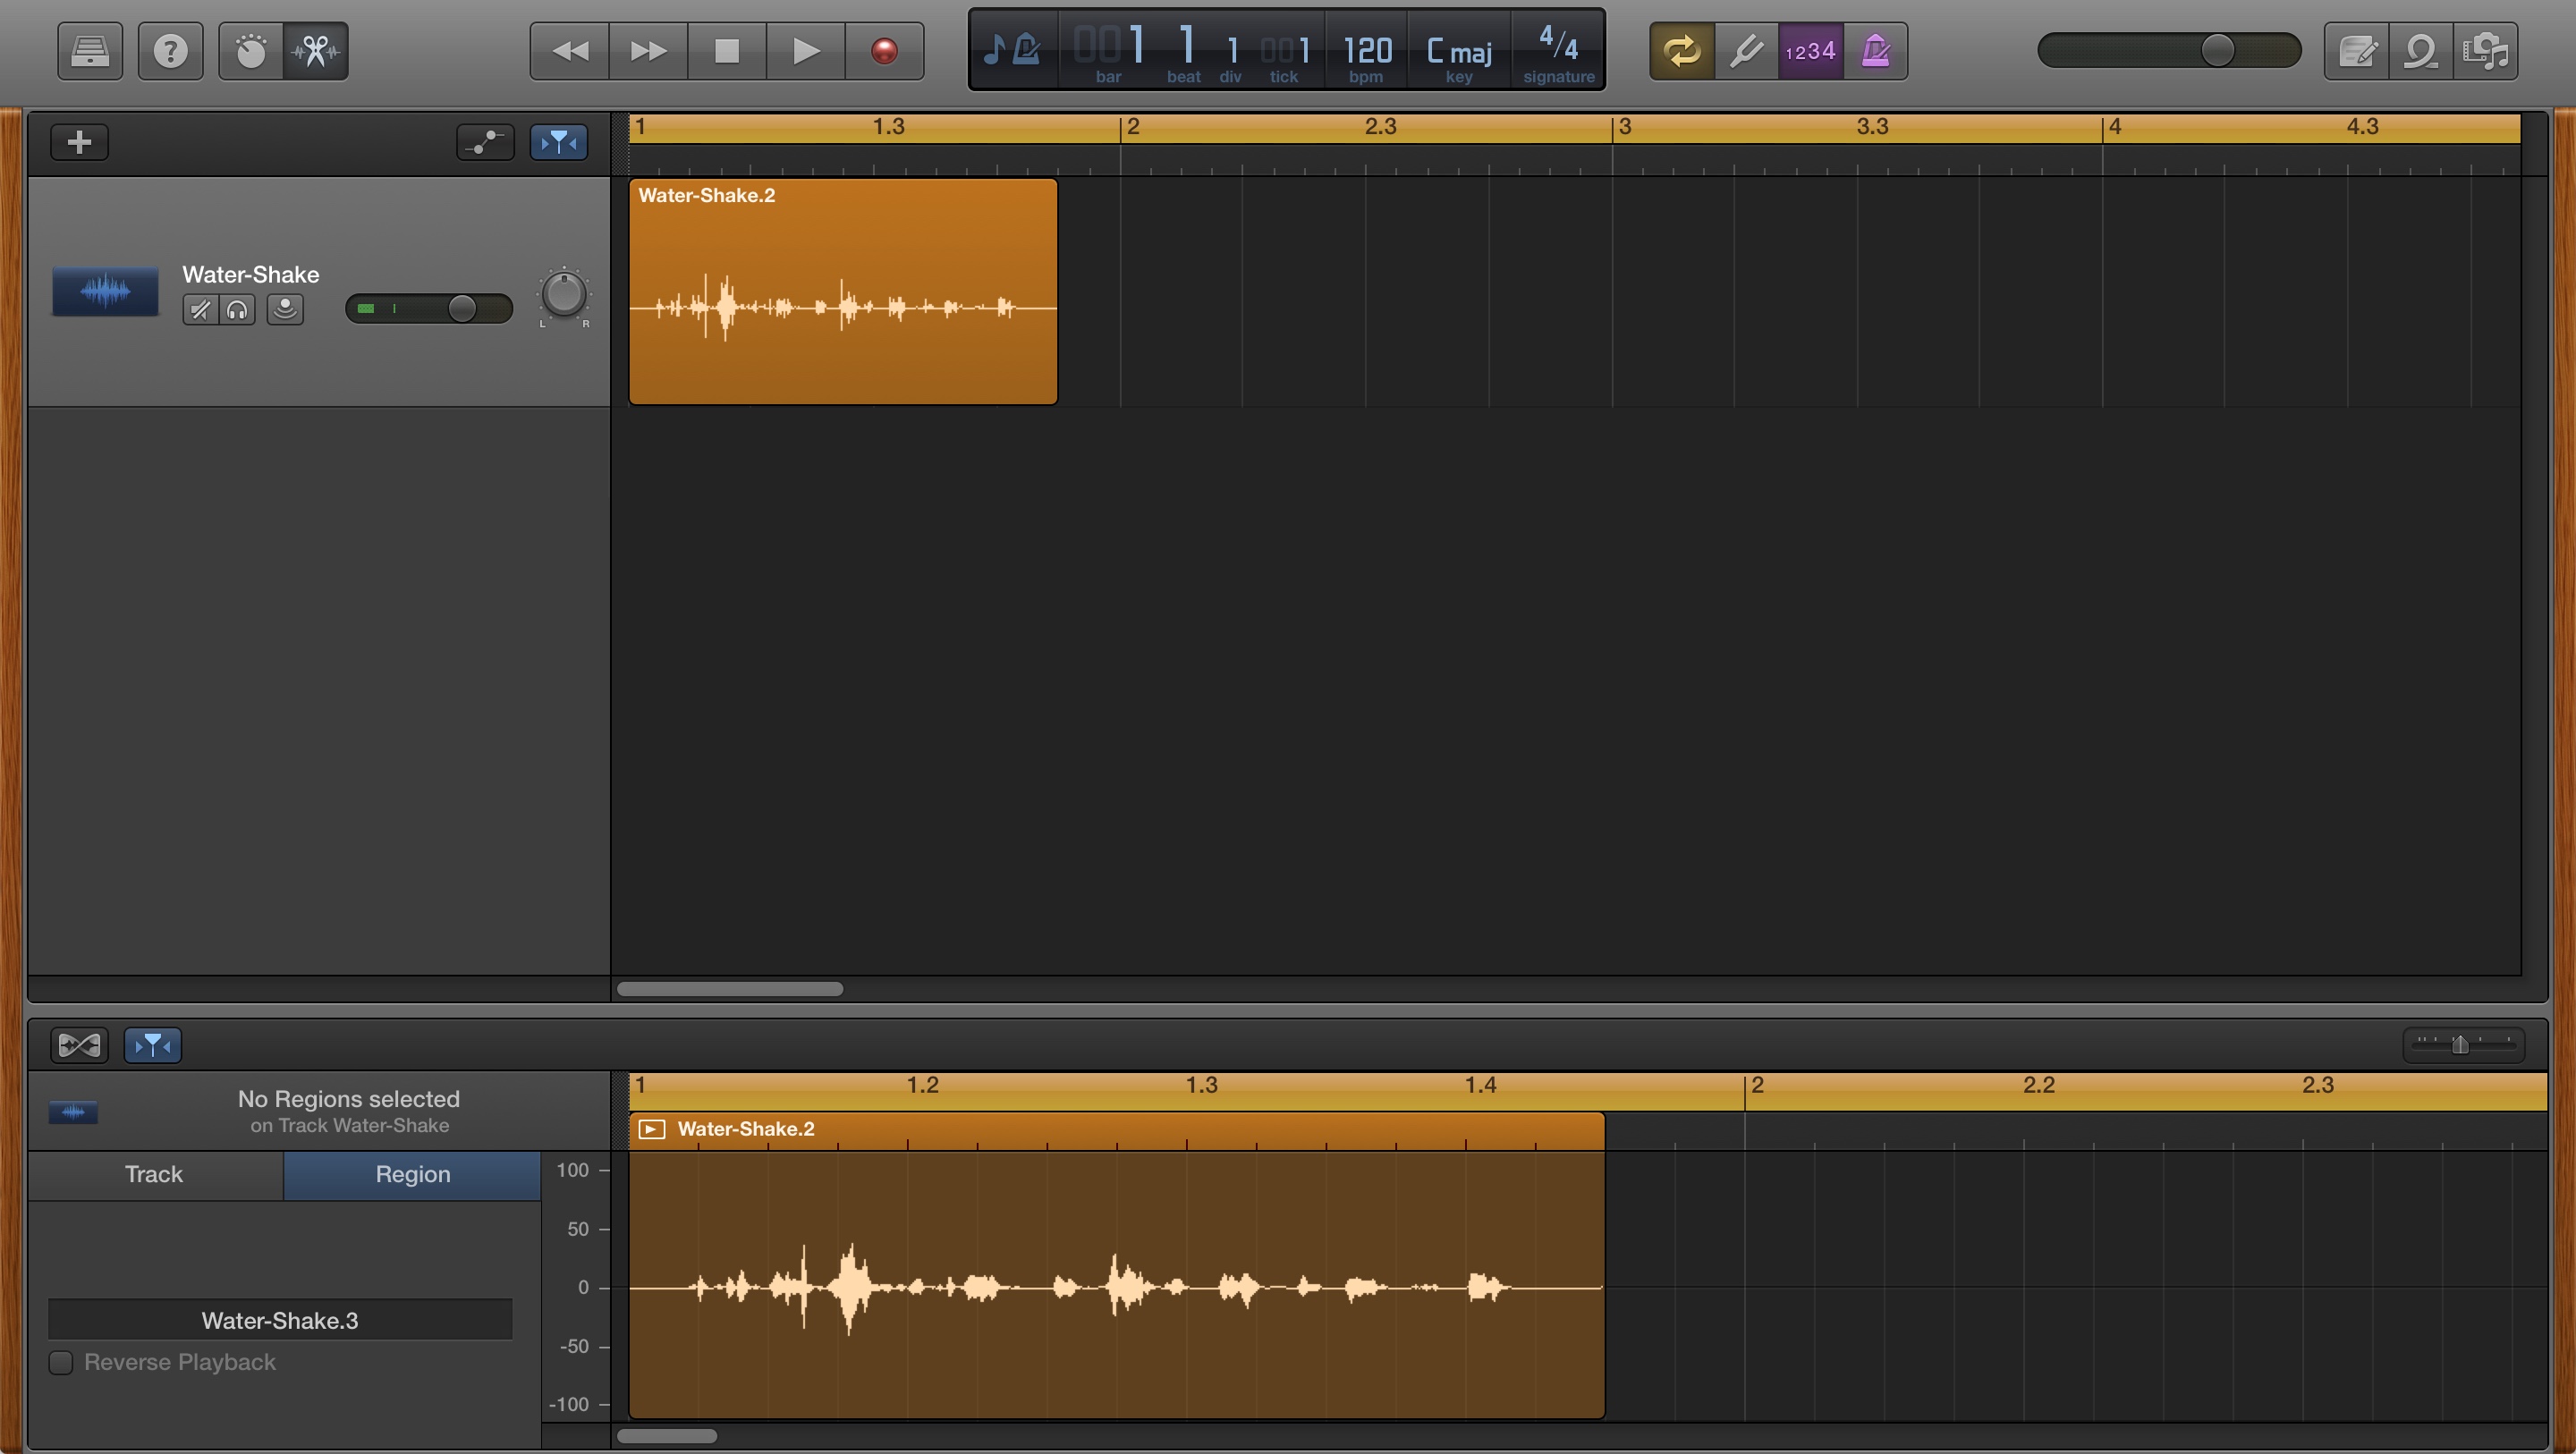 ?
001 1 1 001 120 C maj 4/4
bar beat div tick bpm key signature
1234
1 1.3 2 2.3 3 3.3 4 4.3
Water-Shake.2
Water-Shake
L R
1 1.2 1.3 1.4 2 2.2 2.3
No Regions selected
on Track Water-Shake
Water-Shake.2
Track Region
100
50
0
-50
-100
Water-Shake.3
Reverse Playback